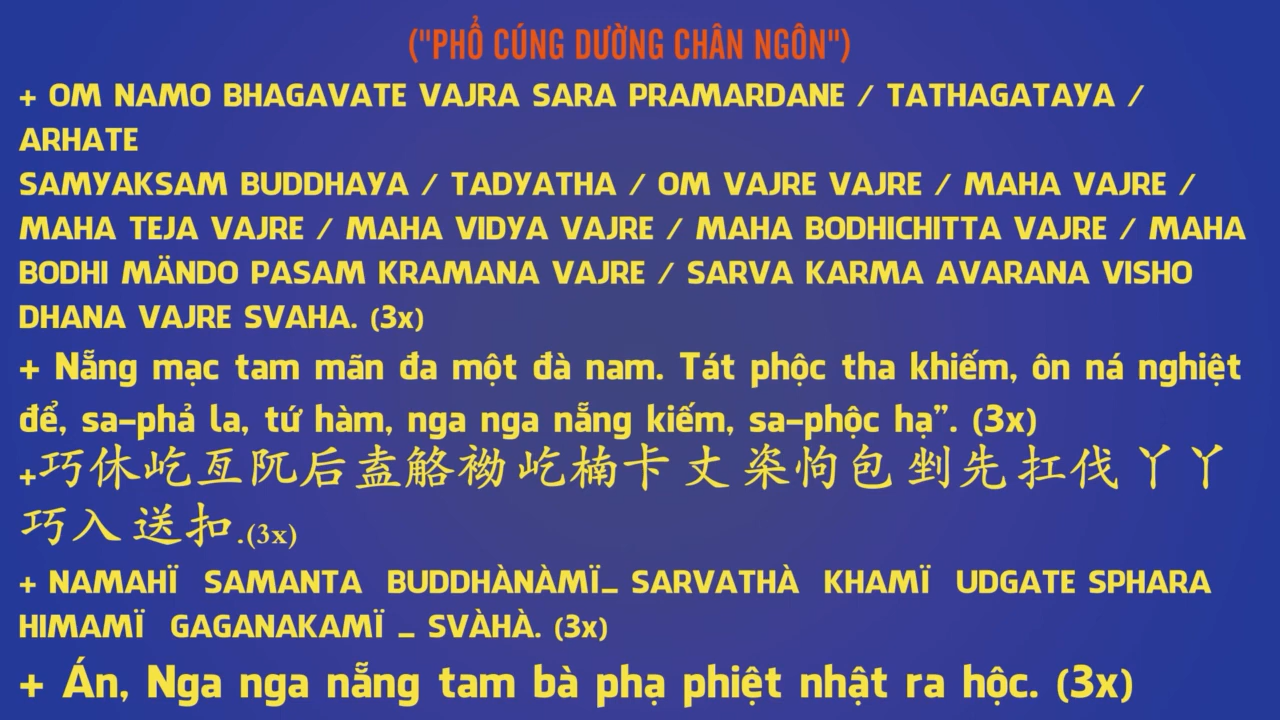 ("PHỔ CÚNG DƯỜNG CHÂN NGÔN")
+ OM NAMO BHAGAVATE VAJRA SARA PRAMARDANE / TATHAGATAYA /
ARHATE
SAMYAKSAM BUDDHAYA / TADYATHA / OM VAJRE VAJRE / MAHA VAJRE /
MAHA TEJA VAJRE / MAHA VIDYA VAJRE / MAHA BODHICHITTA VAJRE / MAHA
BODHI MÄNDO PASAM KRAMANA VAJRE / SARVA KARMA AVARANA VISHO
DHANA VAJRE SVAHA. (3x)
+ Nẵng mạc tam mãn đa một đà nam. Tát phộc tha khiếm, ôn ná nghiệt
để, sa-phả la, tứ hàm, nga nga nẵng kiếm, sa-phộc hạ”. (3x)
+巧休屹亙阢后盍觡袎屹楠卡丈 栥怐包 剉先扛伐 丫丫
巧入送扣.(3x)
+ NAMAHÏ SAMANTA BUDDHÀNÀMÏ_ SARVATHÀ KHAMÏ UDGATE SPHARA
HIMAMÏ GAGANAKAMÏ _ SVÀHÀ. (3x)
+ Án, Nga nga nẵng tam bà phạ phiệt nhật ra hộc. (3x)